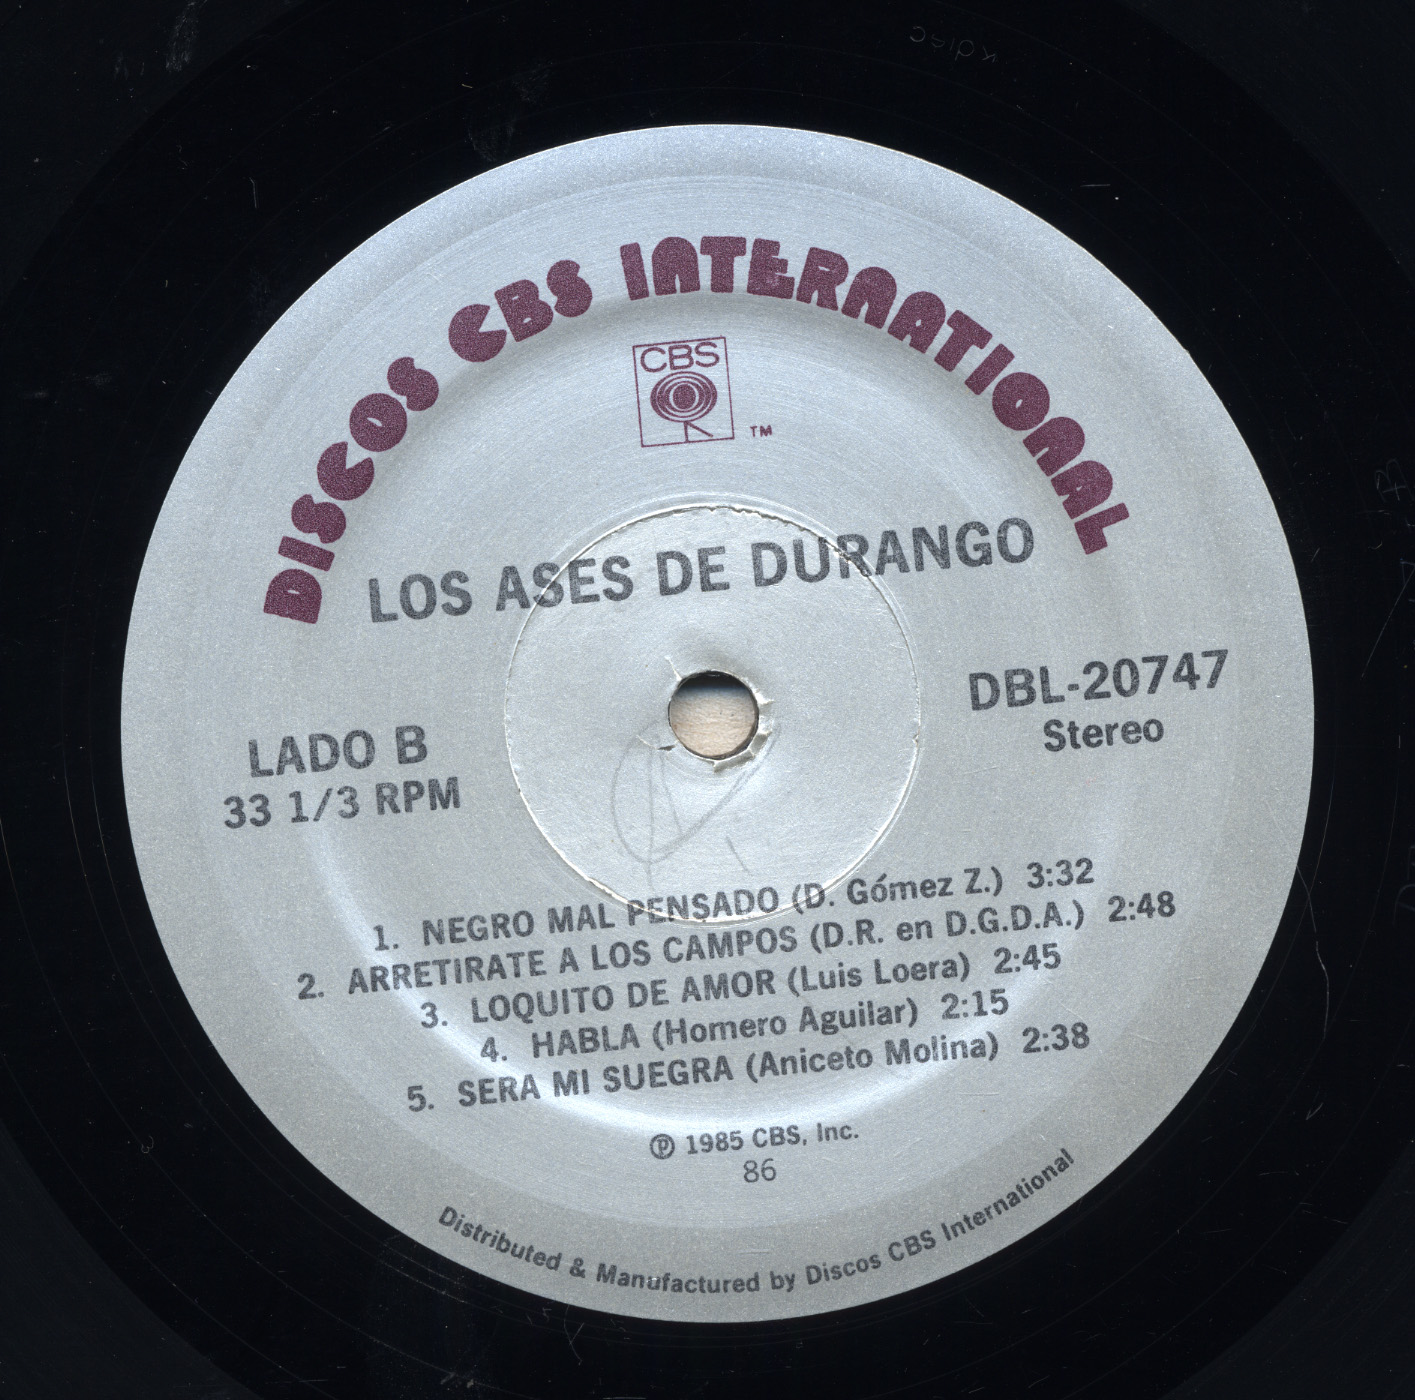 DISCOS CBS INTERNATIONAL
CBS
TM
LOS ASES DE DURANGO
DBL-20747
Stereo
LADO B
33 1/3 RPM
1. NEGRO MAL PENSADO (D. Gómez Z.) 3:32
2. ARRETIRATE A LOS CAMPOS (D.R. en D.G.D.A.) 2:48
3. LOQUITO DE AMOR (Luis Loera) 2:45
4. HABLA (Homero Aguilar) 2:15
5. SERA MI SUEGRA (Aniceto Molina) 2:38
℗ 1985 CBS, Inc.
86
Distributed & Manufactured by Discos CBS International